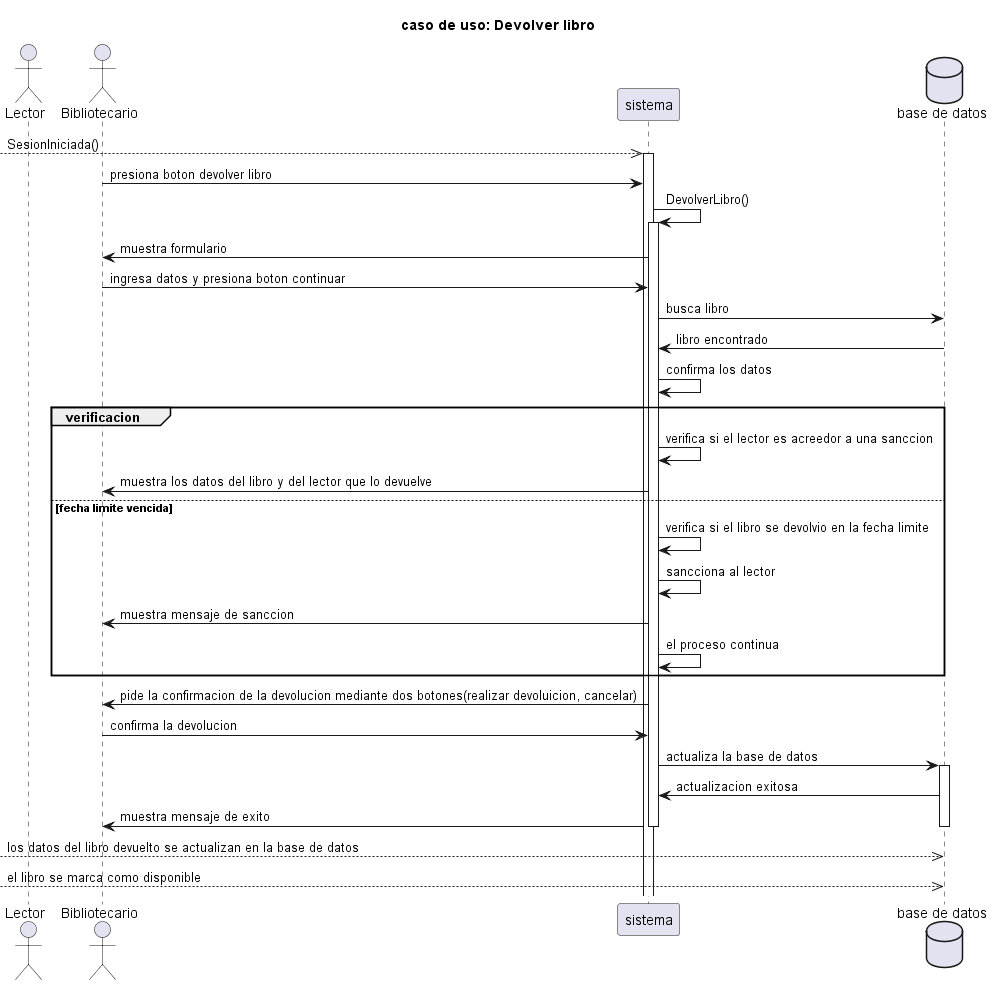 caso de uso: Devolver libro
Lector
Bibliotecario
sistema
base de datos
SesionIniciada()
presiona boton devolver libro
DevolverLibro()
muestra formulario
ingresa datos y presiona boton continuar
busca libro
libro encontrado
confirma los datos
verificacion
verifica si el lector es acreedor a una sanccion
muestra los datos del libro y del lector que lo devuelve
[fecha limite vencida]
verifica si el libro se devolvio en la fecha limite
sancciona al lector
muestra mensaje de sanccion
el proceso continua
pide la confirmacion de la devolucion mediante dos botones(realizar devoluicion, cancelar)
confirma la devolucion
actualiza la base de datos
actualizacion exitosa
muestra mensaje de exito
los datos del libro devuelto se actualizan en la base de datos
el libro se marca como disponible
Lector
Bibliotecario
sistema
base de datos